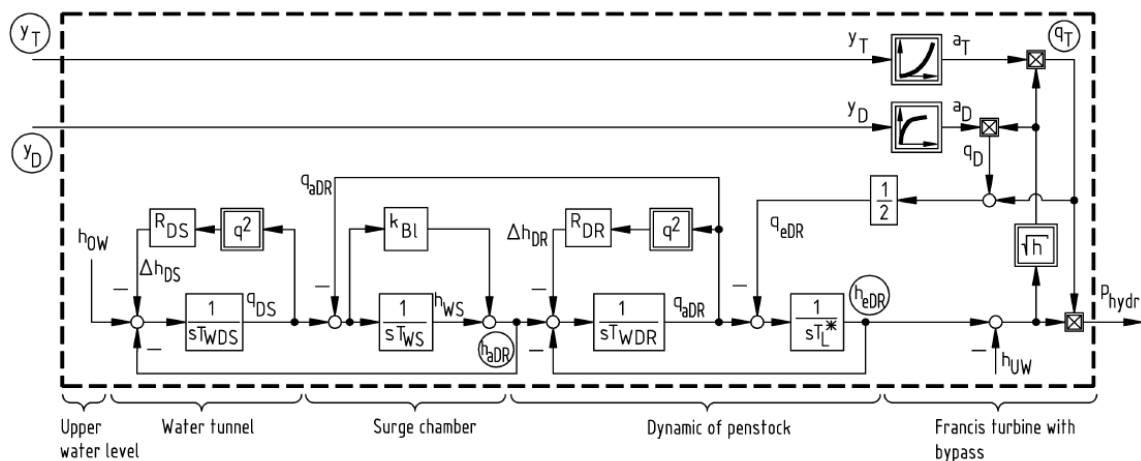 y_T
y_T
a_T
q_T
y_D
y_D
a_D
q_D
q_aDR
1/2
R_DS
q²
k_Bl
Δh_DR
R_DR
q²
q_eDR
√h
h_OW
Δh_DS
h_eDR
P_hydr
1/sT_WDS
q_DS
1/sT_WS
h_WS
1/sT_WDR
q_aDR
1/sT_L*
h_aDR
h_UW
− − − − − − −
Upper
water level
Water tunnel
Surge chamber
Dynamic of penstock
Francis turbine with
bypass